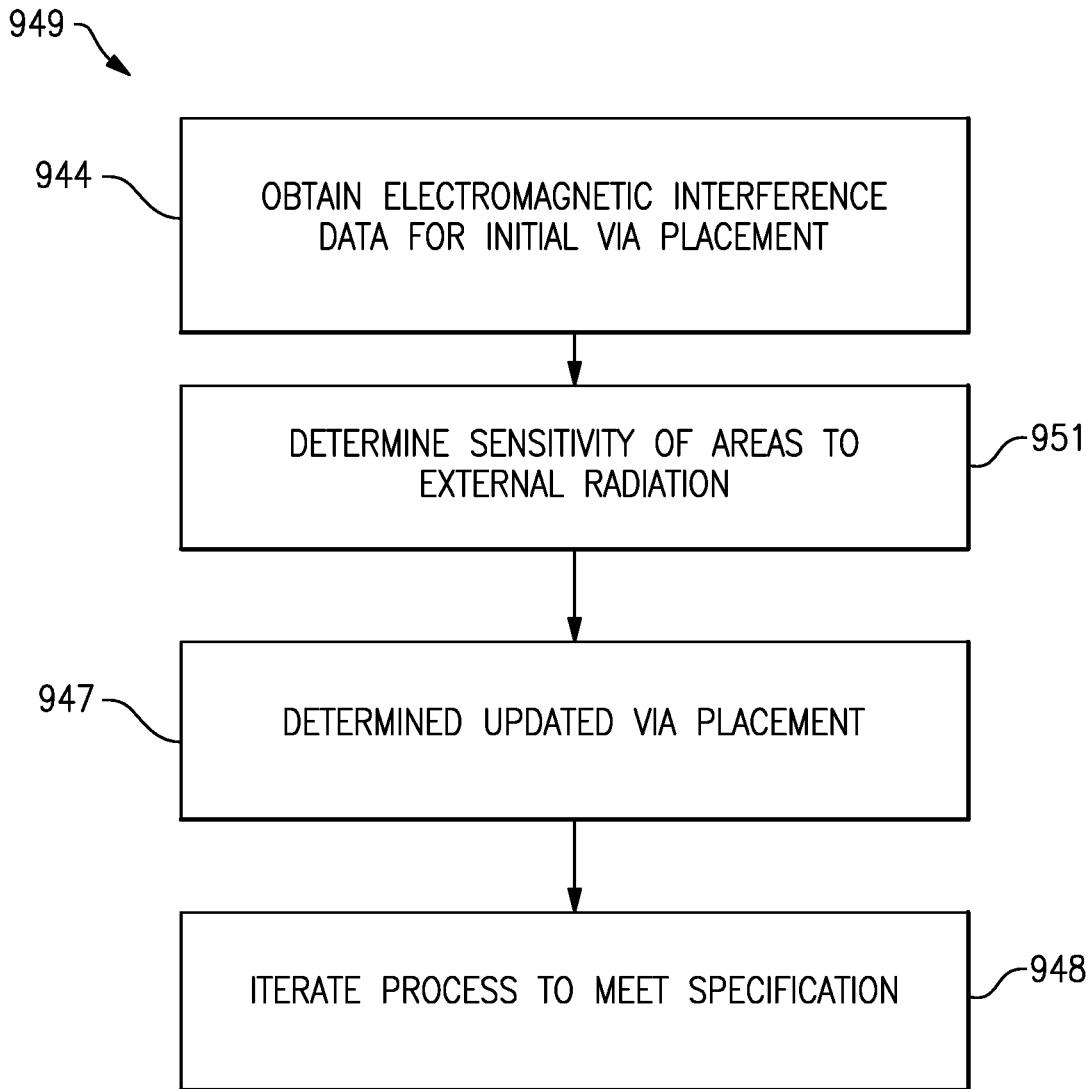 949
944
OBTAIN ELECTROMAGNETIC INTERFERENCE
DATA FOR INITIAL VIA PLACEMENT
DETERMINE SENSITIVITY OF AREAS TO
EXTERNAL RADIATION
951
947
DETERMINED UPDATED VIA PLACEMENT
ITERATE PROCESS TO MEET SPECIFICATION
948